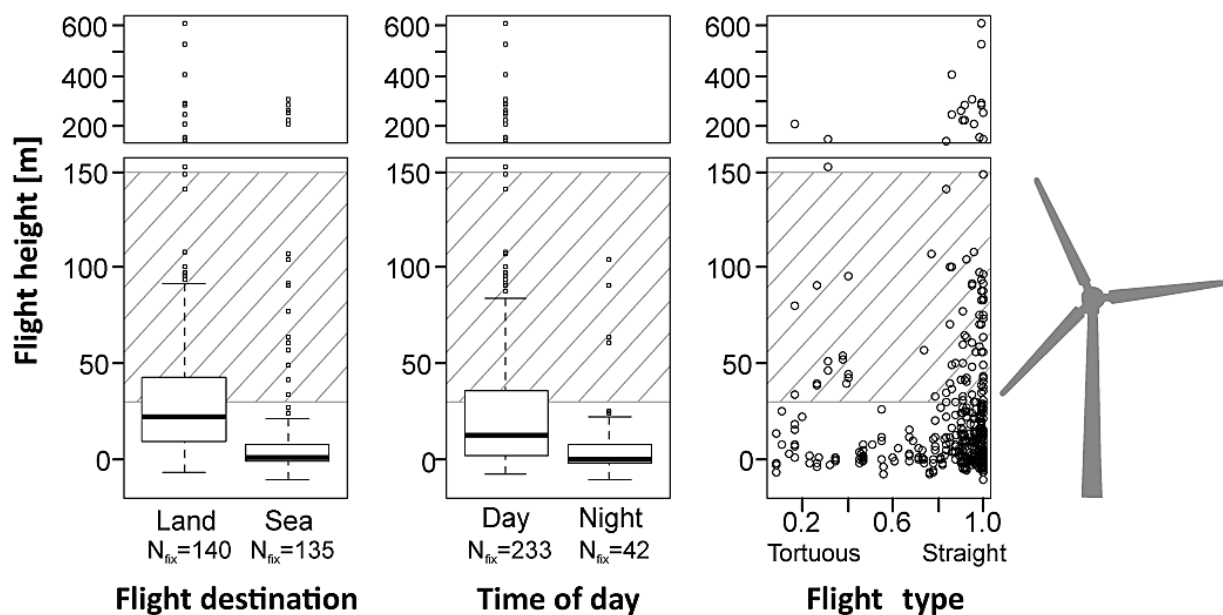 Flight height [m]
600
400
200
150
100
50
0
Land Sea
N_fix=140 N_fix=135
Flight destination
600
400
200
150
100
50
0
Day Night
N_fix=233 N_fix=42
Time of day
600
400
200
150
100
50
0
0.2 0.6 1.0
Tortuous Straight
Flight type